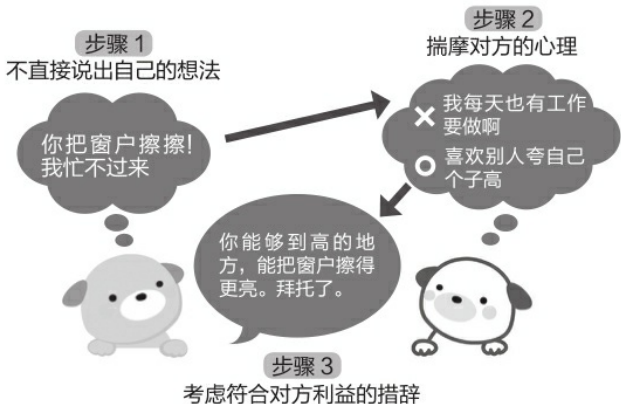 步骤 1
不直接说出自己的想法
你把窗户擦擦！
我忙不过来
步骤 2
揣摩对方的心理
× 我每天也有工作
要做啊
○ 喜欢别人夸自己
个子高
你能够到高的地
方，能把窗户擦得
更亮。拜托了。
步骤 3
考虑符合对方利益的措辞